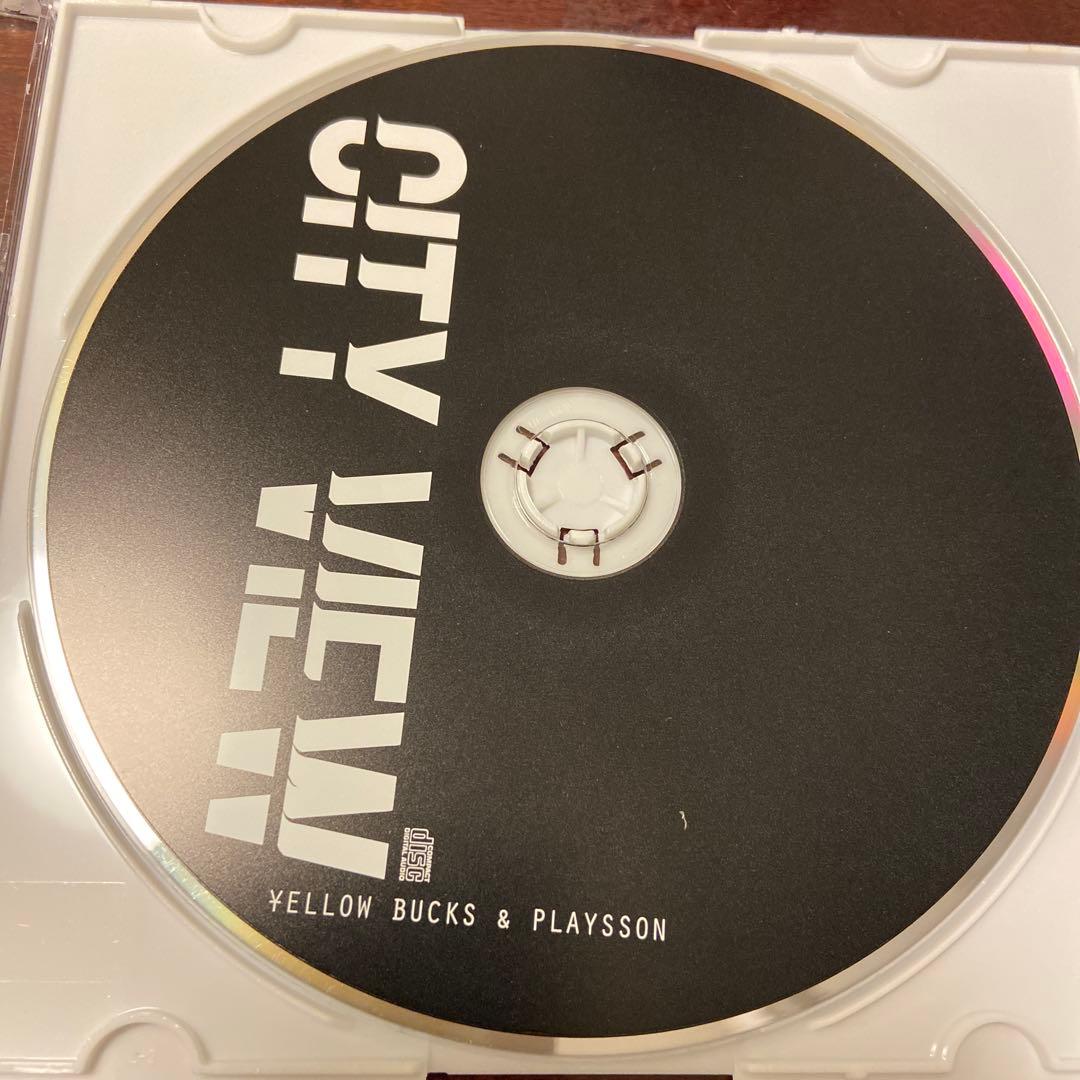 CITY VIEW
COMPACT
disc
DIGITAL AUDIO
¥ELLOW BUCKS & PLAYSSON